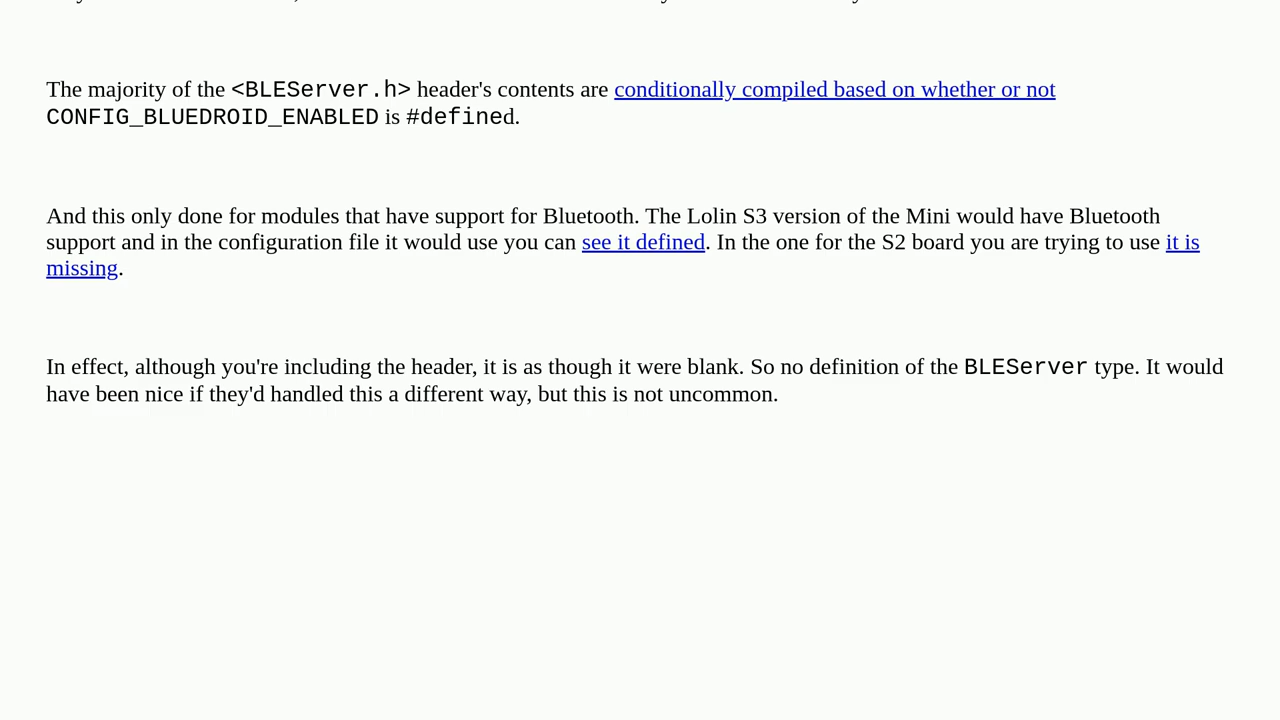 The majority of the <BLEServer.h> header's contents are conditionally compiled based on whether or not
CONFIG_BLUEDROID_ENABLED is #defined.
And this only done for modules that have support for Bluetooth. The Lolin S3 version of the Mini would have Bluetooth
support and in the configuration file it would use you can see it defined. In the one for the S2 board you are trying to use it is
missing.
In effect, although you're including the header, it is as though it were blank. So no definition of the BLEServer type. It would
have been nice if they'd handled this a different way, but this is not uncommon.